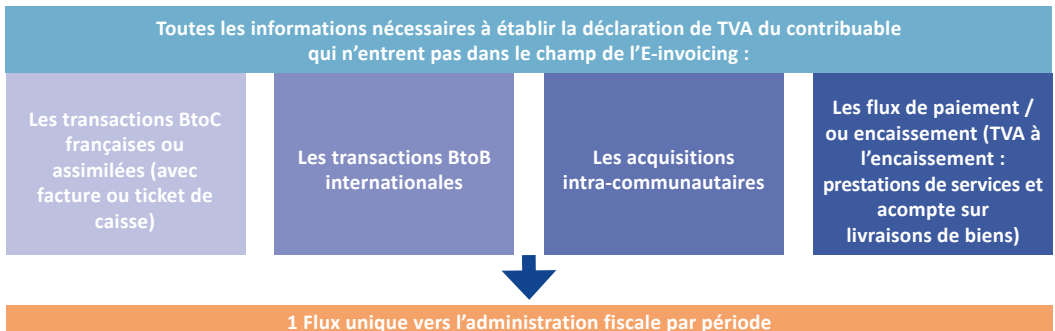 Toutes les informations nécessaires à établir la déclaration de TVA du contribuable
qui n’entrent pas dans le champ de l’E-invoicing :
Les transactions BtoC
françaises ou
assimilées (avec
facture ou ticket de
caisse)
Les transactions BtoB
internationales
Les acquisitions
intra-communautaires
Les flux de paiement /
ou encaissement (TVA à
l’encaissement :
prestations de services et
acompte sur
livraisons de biens)
1 Flux unique vers l’administration fiscale par période